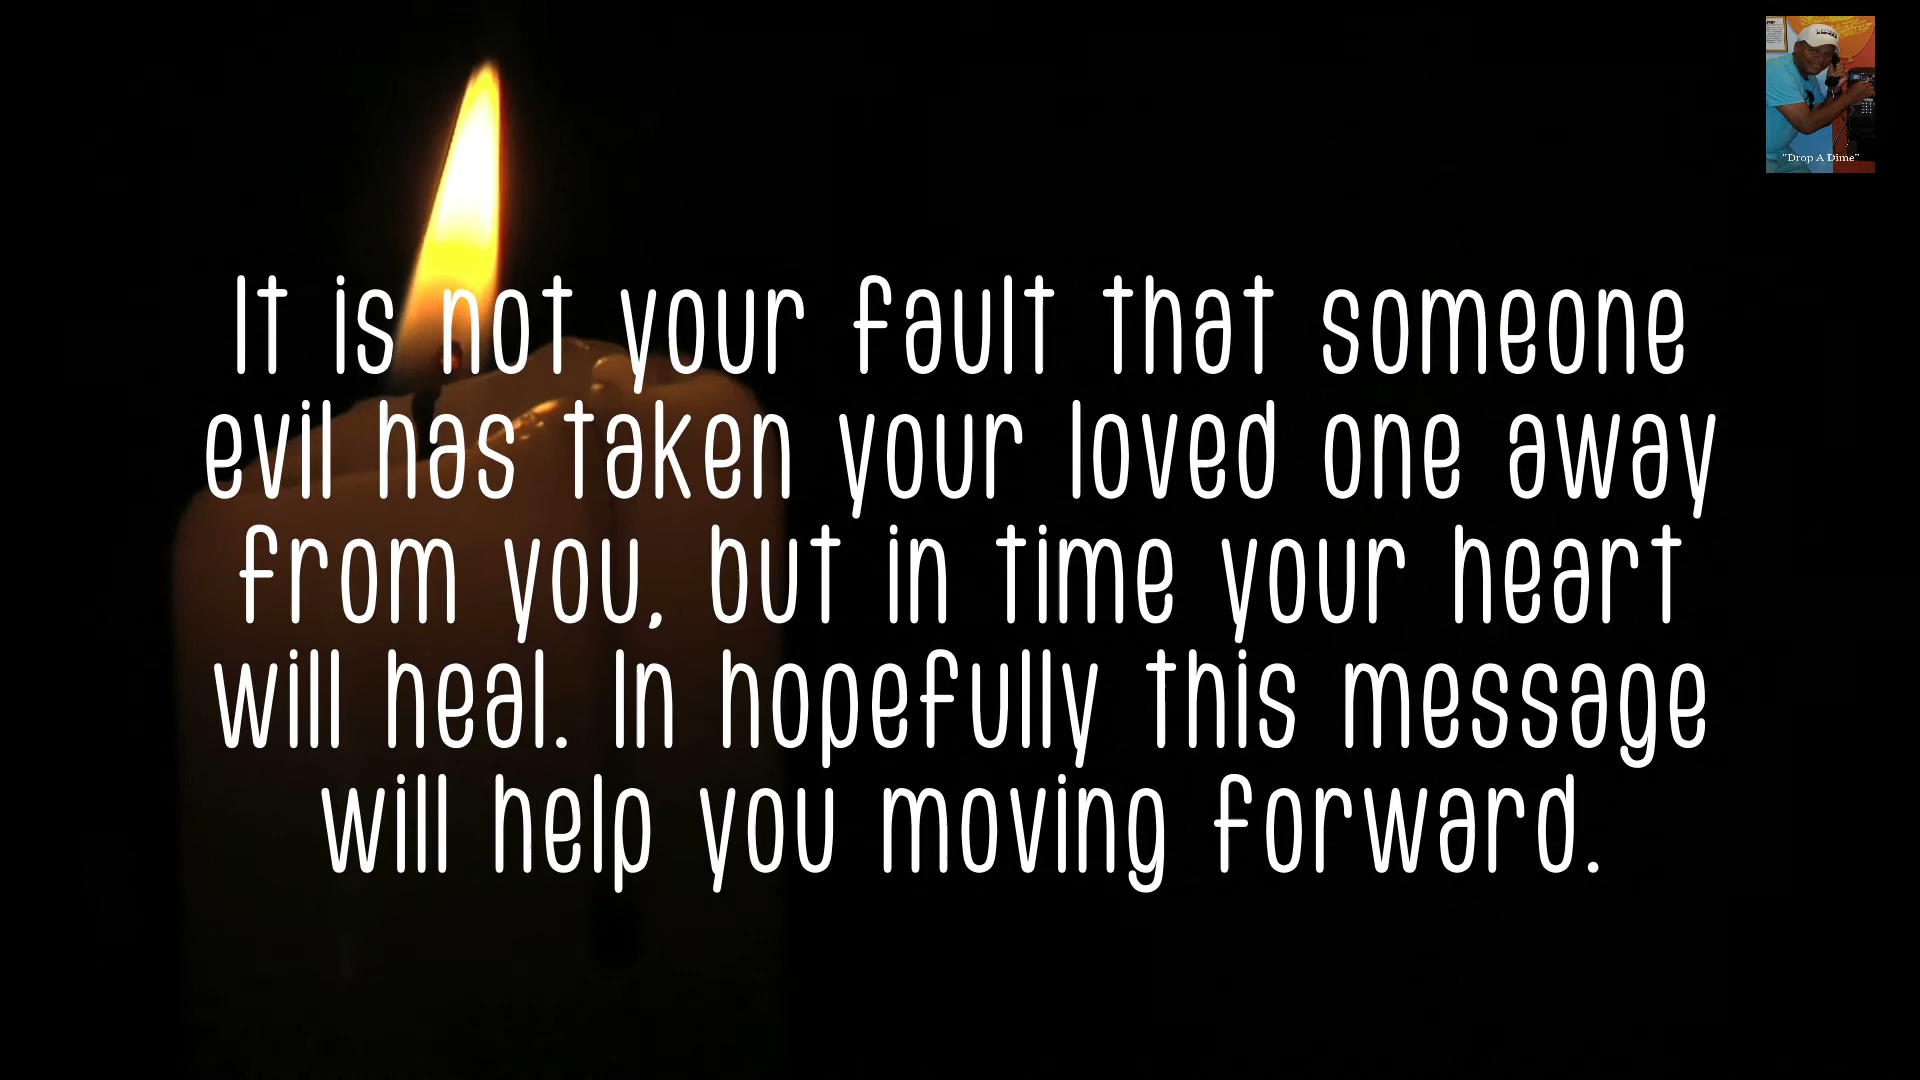 "Drop A Dime"
It is not your fault that someone
evil has taken your loved one away
from you, but in time your heart
will heal. In hopefully this message
will help you moving forward.